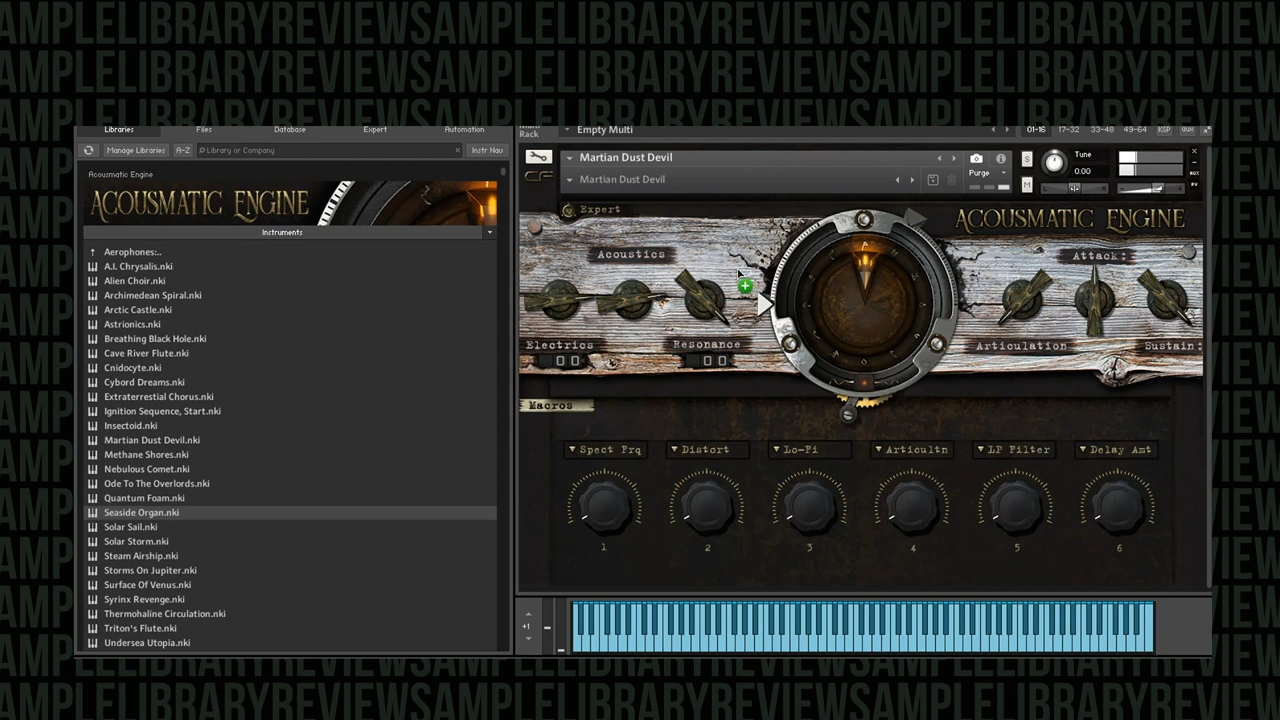 SAMPLELIBRARYREVIEW
Libraries Files Database Expert Automation
Manage Libraries A-Z Library or Company Instr Nav
Acousmatic Engine
ACOUSMATIC ENGINE
Instruments
Aerophones:..
A.I. Chrysalis.nki
Alien Choir.nki
Archimedean Spiral.nki
Arctic Castle.nki
Astrionics.nki
Breathing Black Hole.nki
Cave River Flute.nki
Cnidocyte.nki
Cybord Dreams.nki
Extraterrestial Chorus.nki
Ignition Sequence, Start.nki
Insectoid.nki
Martian Dust Devil.nki
Methane Shores.nki
Nebulous Comet.nki
Ode To The Overlords.nki
Quantum Foam.nki
Seaside Organ.nki
Solar Sail.nki
Solar Storm.nki
Steam Airship.nki
Storms On Jupiter.nki
Surface Of Venus.nki
Syrinx Revenge.nki
Thermohaline Circulation.nki
Triton's Flute.nki
Undersea Utopia.nki
Rack Empty Multi 01-16 17-32 33-48 49-64 KSP
Martian Dust Devil
Martian Dust Devil
Purge
S
M
Tune
0.00
AUX
PV
Expert
ACOUSMATIC ENGINE
Acoustics
Attack:
Electrics
Resonance
Articulation
Sustain:
00
00
Macros
Spect Frq Distort Lo-Fi Articultn LP Filter Delay Amt
1 2 3 4 5 6
+1